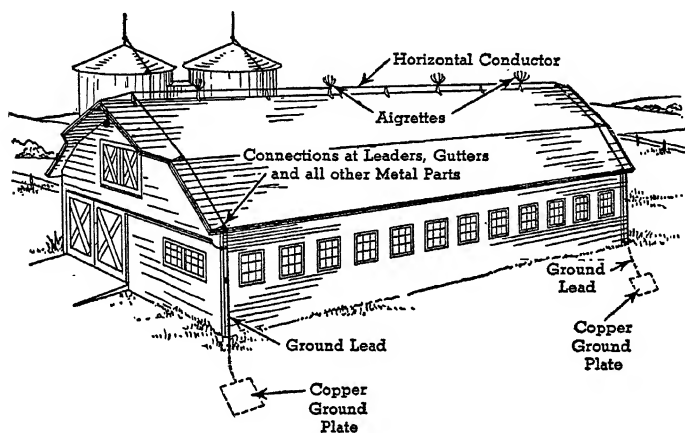 Horizontal Conductor
Aigrettes
Connections at Leaders, Gutters
and all other Metal Parts
Ground
Lead
Copper
Ground
Plate
Ground Lead
Copper
Ground
Plate